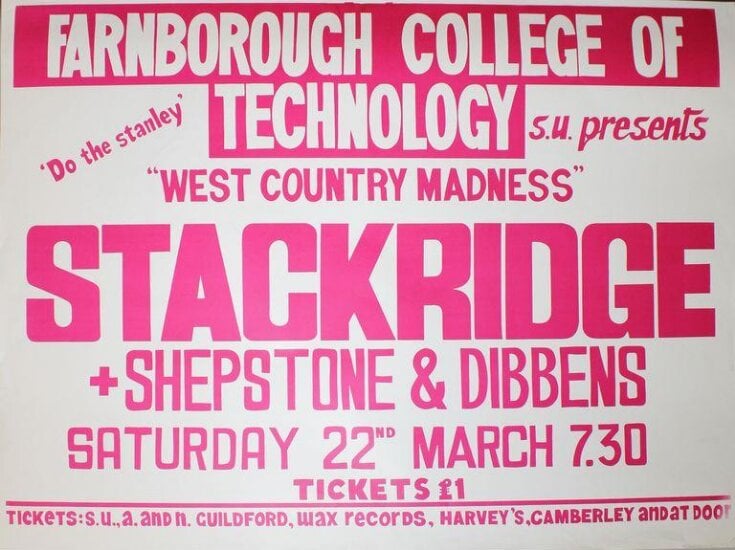 FARNBOROUGH COLLEGE OF
TECHNOLOGY
'Do the stanley'
s.u. presents
"WEST COUNTRY MADNESS"
STACKRIDGE
+SHEPSTONE & DIBBENS
SATURDAY 22ND MARCH 7.30
TICKETS £1
TICKETS: S.U., a. and n. GUILDFORD, wax records, HARVEY'S, CAMBERLEY and AT DOOR